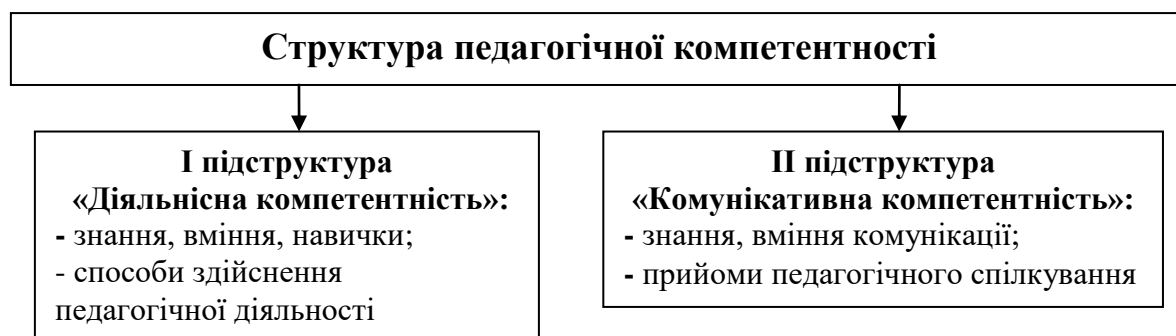 Структура педагогічної компетентності
І підструктура
«Діяльнісна компетентність»:
- знання, вміння, навички;
- способи здійснення
педагогічної діяльності
ІІ підструктура
«Комунікативна компетентність»:
- знання, вміння комунікації;
- прийоми педагогічного спілкування